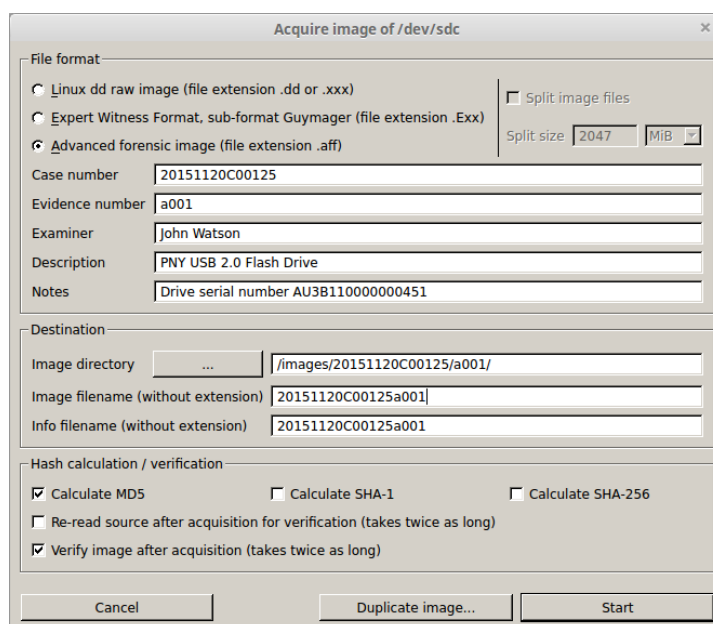 Acquire image of /dev/sdc
×
File format
Linux dd raw image (file extension .dd or .xxx)
Expert Witness Format, sub-format Guymager (file extension .Exx)
Advanced forensic image (file extension .aff)
Split image files
Split size 2047 MiB
Case number 20151120C00125
Evidence number a001
Examiner John Watson
Description PNY USB 2.0 Flash Drive
Notes Drive serial number AU3B110000000451
Destination
Image directory ... /images/20151120C00125/a001/
Image filename (without extension) 20151120C00125a001
Info filename (without extension) 20151120C00125a001
Hash calculation / verification
Calculate MD5 Calculate SHA-1 Calculate SHA-256
Re-read source after acquisition for verification (takes twice as long)
Verify image after acquisition (takes twice as long)
Cancel Duplicate image... Start